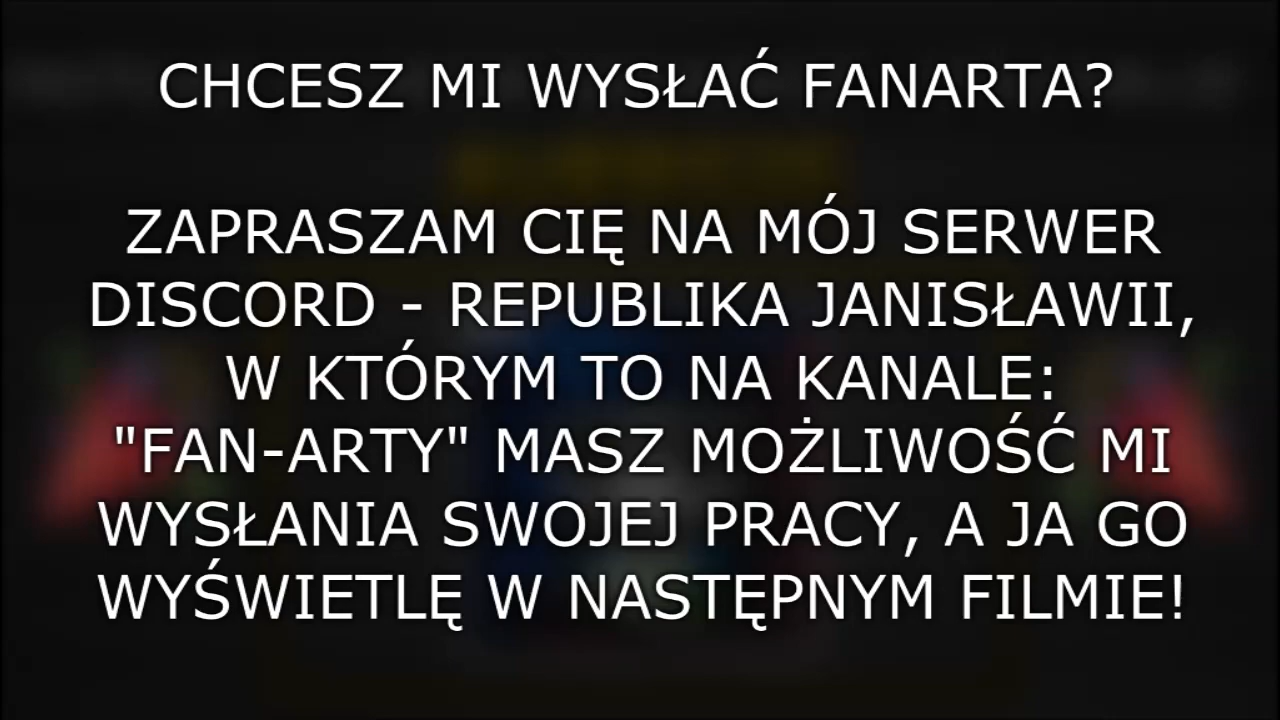 CHCESZ MI WYSŁAĆ FANARTA?
ZAPRASZAM CIĘ NA MÓJ SERWER
DISCORD - REPUBLIKA JANISŁAWII,
W KTÓRYM TO NA KANALE:
"FAN-ARTY" MASZ MOŻLIWOŚĆ MI
WYSŁANIA SWOJEJ PRACY, A JA GO
WYŚWIETLĘ W NASTĘPNYM FILMIE!